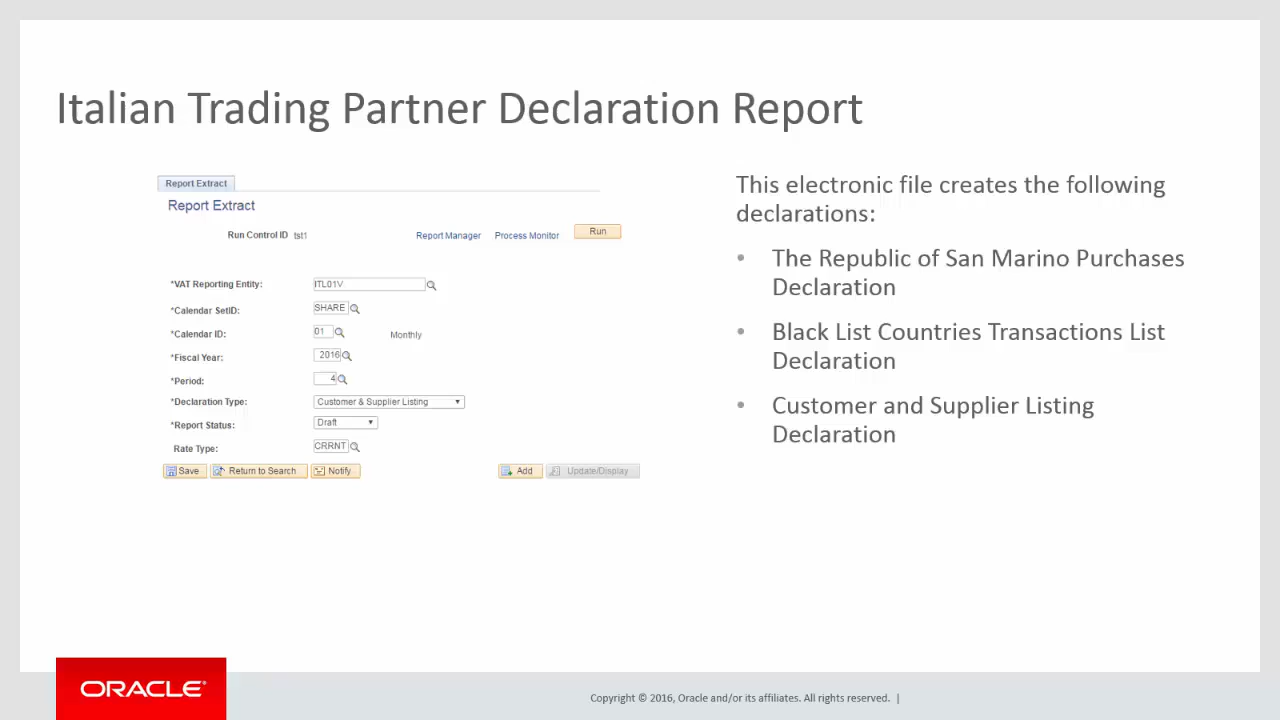 Italian Trading Partner Declaration Report
Report Extract
Report Extract
Run Control ID tst1
Report Manager
Process Monitor
Run
*VAT Reporting Entity: ITL01V
*Calendar SetID: SHARE
*Calendar ID: 01 Monthly
*Fiscal Year: 2016
*Period: 4
*Declaration Type: Customer & Supplier Listing
*Report Status: Draft
Rate Type: CRRNT
Save
Return to Search
Notify
Add
Update/Display
This electronic file creates the following
declarations:
• The Republic of San Marino Purchases
Declaration
• Black List Countries Transactions List
Declaration
• Customer and Supplier Listing
Declaration
ORACLE®
Copyright © 2016, Oracle and/or its affiliates. All rights reserved. |